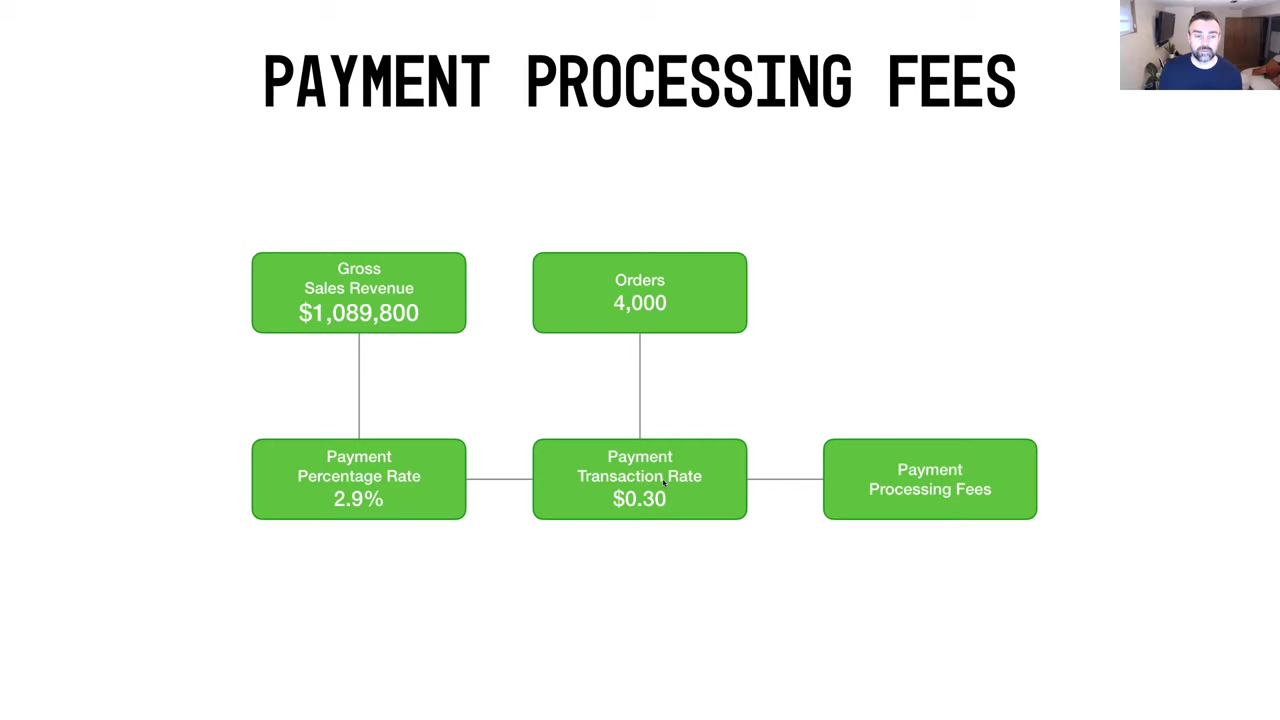 PAYMENT PROCESSING FEES
Gross
Sales Revenue
$1,089,800
Orders
4,000
Payment
Percentage Rate
2.9%
Payment
Transaction Rate
$0.30
Payment
Processing Fees